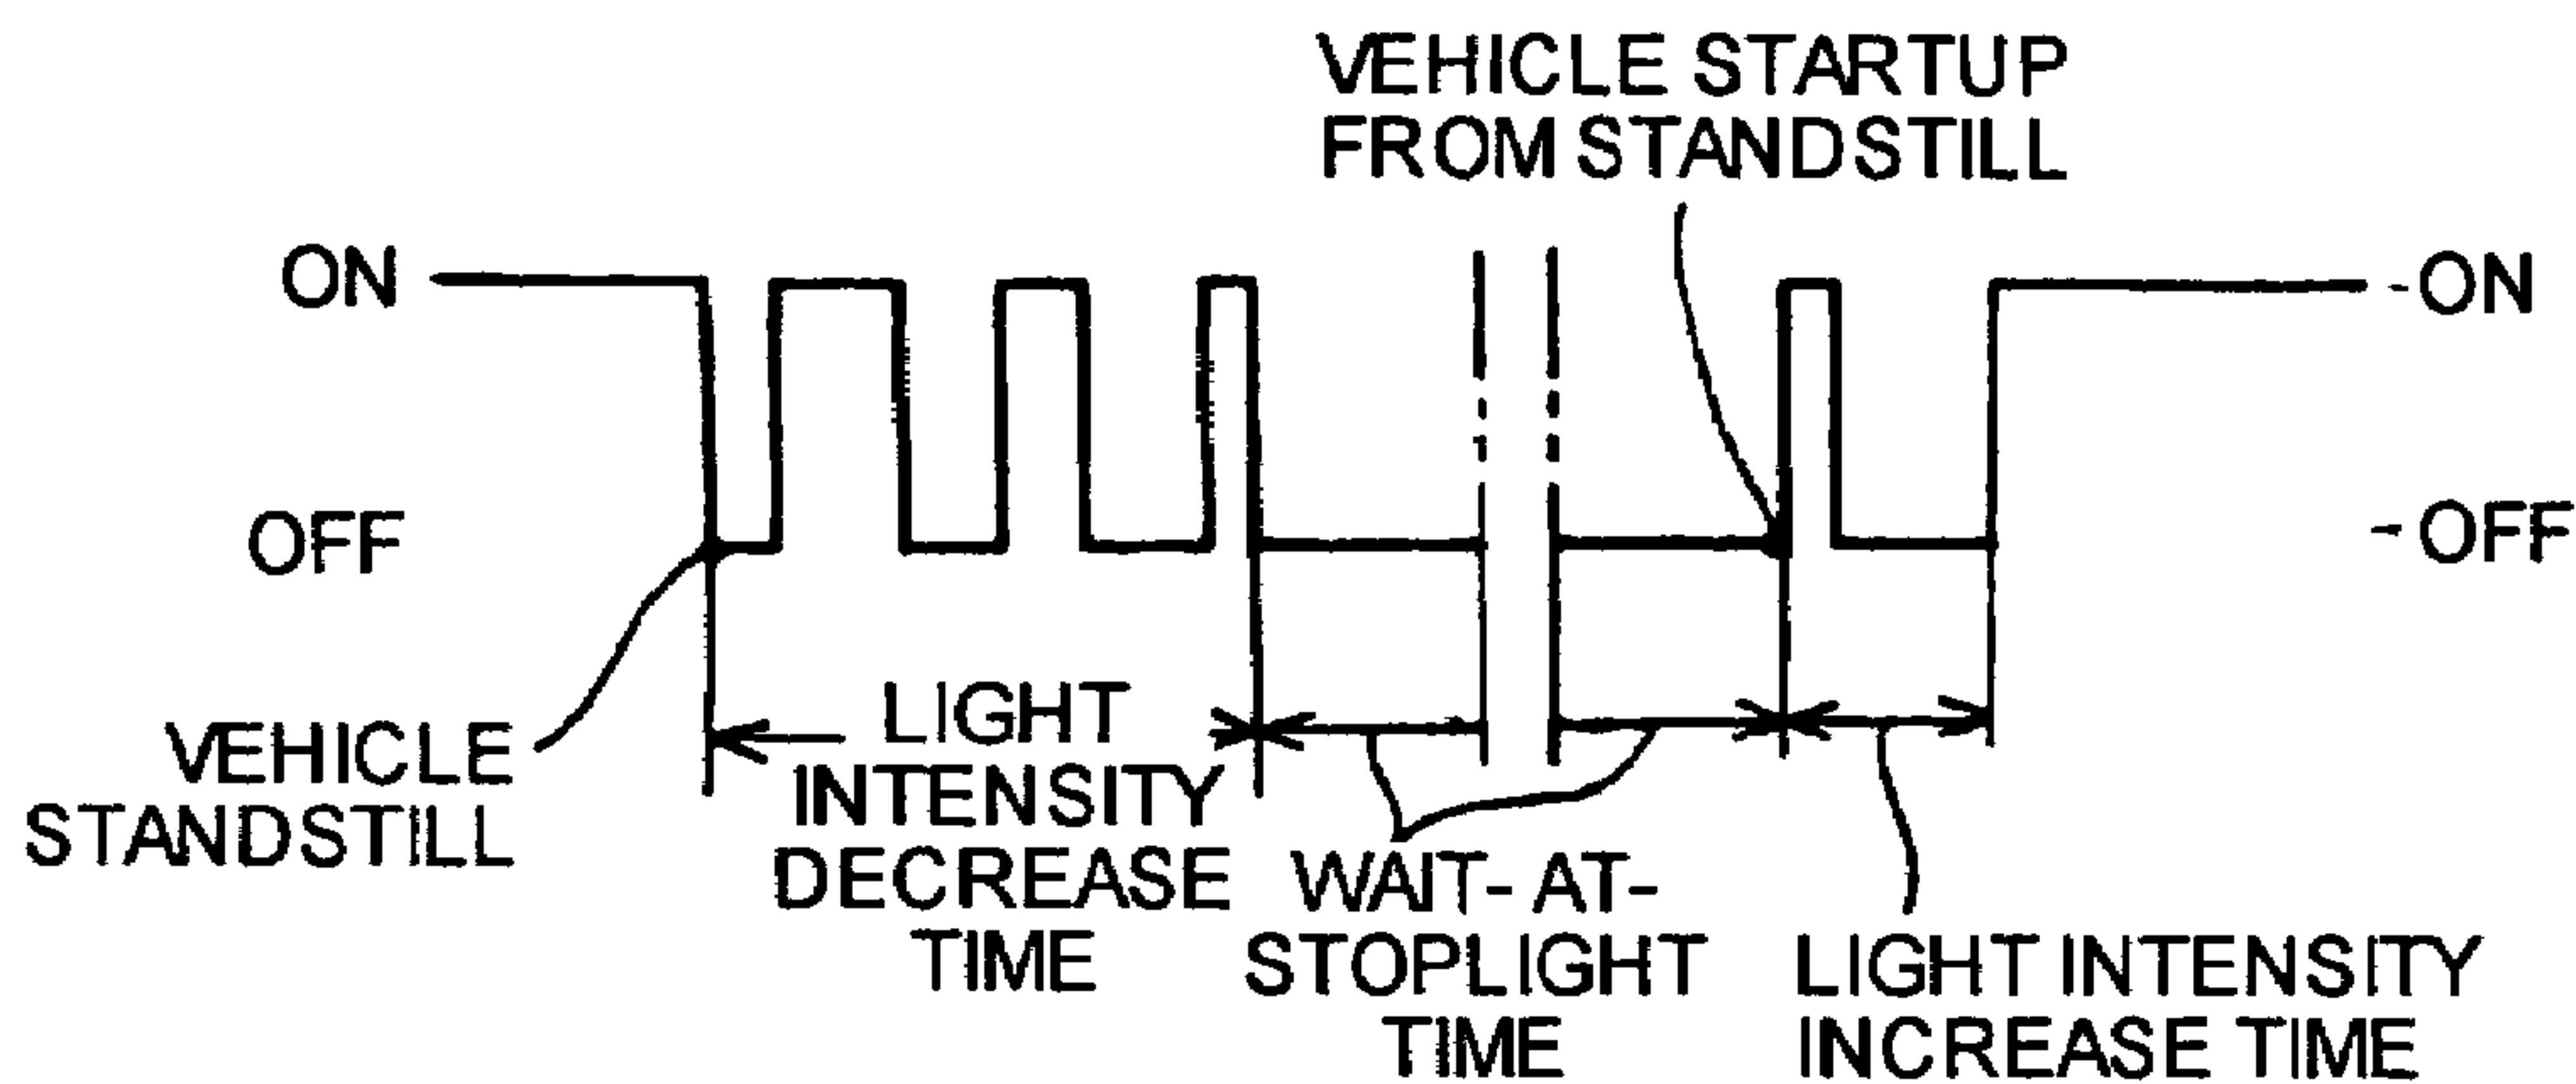 VEHICLE STARTUP
FROM STANDSTILL
ON
-ON
OFF
-OFF
VEHICLE
STANDSTILL
LIGHT
INTENSITY
DECREASE
TIME
WAIT- AT-
STOPLIGHT
TIME
LIGHT INTENSITY
INCREASE TIME